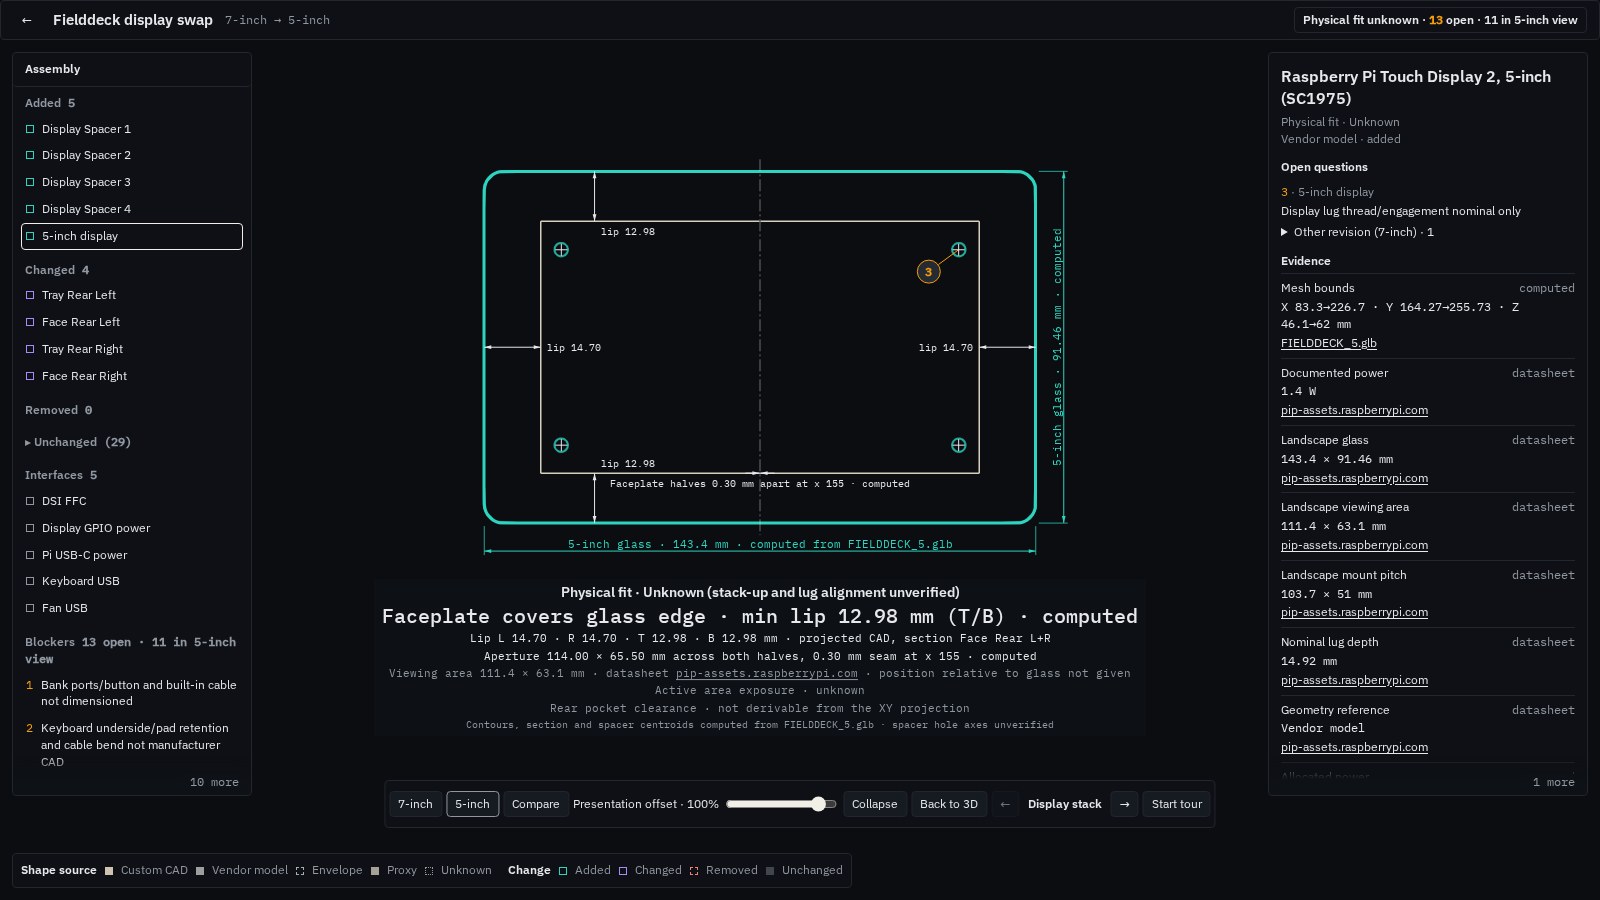 ← Fielddeck display swap 7-inch → 5-inch
Physical fit unknown · 13 open · 11 in 5-inch view
Assembly
Added 5
Display Spacer 1
Display Spacer 2
Display Spacer 3
Display Spacer 4
5-inch display
Changed 4
Tray Rear Left
Face Rear Left
Tray Rear Right
Face Rear Right
Removed 0
▸ Unchanged (29)
Interfaces 5
DSI FFC
Display GPIO power
Pi USB-C power
Keyboard USB
Fan USB
Blockers 13 open · 11 in 5-inch
view
1 Bank ports/button and built-in cable
not dimensioned
2 Keyboard underside/pad retention
and cable bend not manufacturer
CAD
10 more
lip 12.98
3
lip 14.70
lip 14.70
lip 12.98
Faceplate halves 0.30 mm apart at x 155 · computed
5-inch glass · 91.46 mm · computed
5-inch glass · 143.4 mm · computed from FIELDDECK_5.glb
Physical fit · Unknown (stack-up and lug alignment unverified)
Faceplate covers glass edge · min lip 12.98 mm (T/B) · computed
Lip L 14.70 · R 14.70 · T 12.98 · B 12.98 mm · projected CAD, section Face Rear L+R
Aperture 114.00 × 65.50 mm across both halves, 0.30 mm seam at x 155 · computed
Viewing area 111.4 × 63.1 mm · datasheet pip-assets.raspberrypi.com · position relative to glass not given
Active area exposure · unknown
Rear pocket clearance · not derivable from the XY projection
Contours, section and spacer centroids computed from FIELDDECK_5.glb · spacer hole axes unverified
7-inch 5-inch Compare Presentation offset · 100% Collapse Back to 3D ← Display stack → Start tour
Raspberry Pi Touch Display 2, 5-inch
(SC1975)
Physical fit · Unknown
Vendor model · added
Open questions
3 · 5-inch display
Display lug thread/engagement nominal only
▶ Other revision (7-inch) · 1
Evidence
Mesh bounds computed
X 83.3→226.7 · Y 164.27→255.73 · Z
46.1→62 mm
FIELDDECK_5.glb
Documented power datasheet
1.4 W
pip-assets.raspberrypi.com
Landscape glass datasheet
143.4 × 91.46 mm
pip-assets.raspberrypi.com
Landscape viewing area datasheet
111.4 × 63.1 mm
pip-assets.raspberrypi.com
Landscape mount pitch datasheet
103.7 × 51 mm
pip-assets.raspberrypi.com
Nominal lug depth datasheet
14.92 mm
pip-assets.raspberrypi.com
Geometry reference datasheet
Vendor model
pip-assets.raspberrypi.com
Allocated power
1 more
Shape source Custom CAD Vendor model Envelope Proxy Unknown Change Added Changed Removed Unchanged